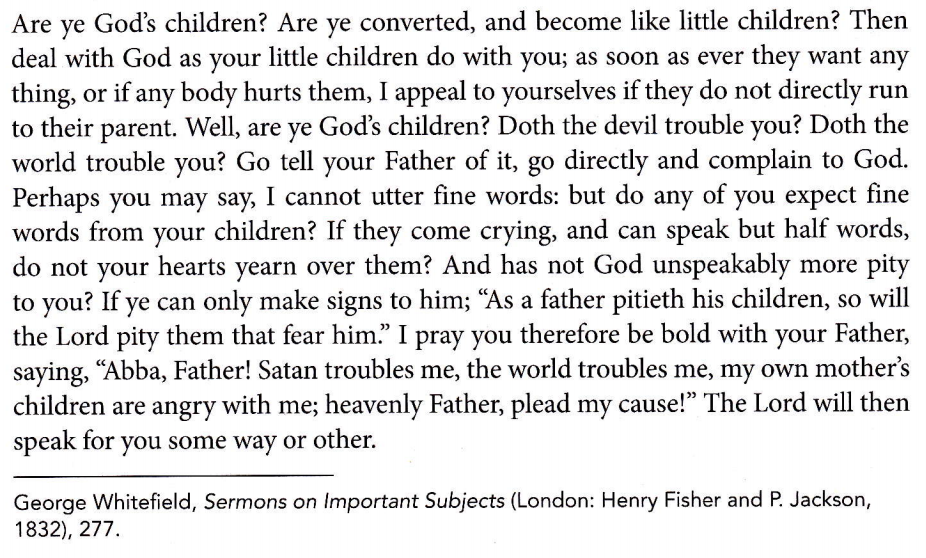 Are ye God’s children? Are ye converted, and become like little children? Then
deal with God as your little children do with you; as soon as ever they want any
thing, or if any body hurts them, I appeal to yourselves if they do not directly run
to their parent. Well, are ye God’s children? Doth the devil trouble you? Doth the
world trouble you? Go tell your Father of it, go directly and complain to God.
Perhaps you may say, I cannot utter fine words: but do any of you expect fine
words from your children? If they come crying, and can speak but half words,
do not your hearts yearn over them? And has not God unspeakably more pity
to you? If ye can only make signs to him; “As a father pitieth his children, so will
the Lord pity them that fear him.” I pray you therefore be bold with your Father,
saying, “Abba, Father! Satan troubles me, the world troubles me, my own mother’s
children are angry with me; heavenly Father, plead my cause!” The Lord will then
speak for you some way or other.
George Whitefield, Sermons on Important Subjects (London: Henry Fisher and P. Jackson,
1832), 277.